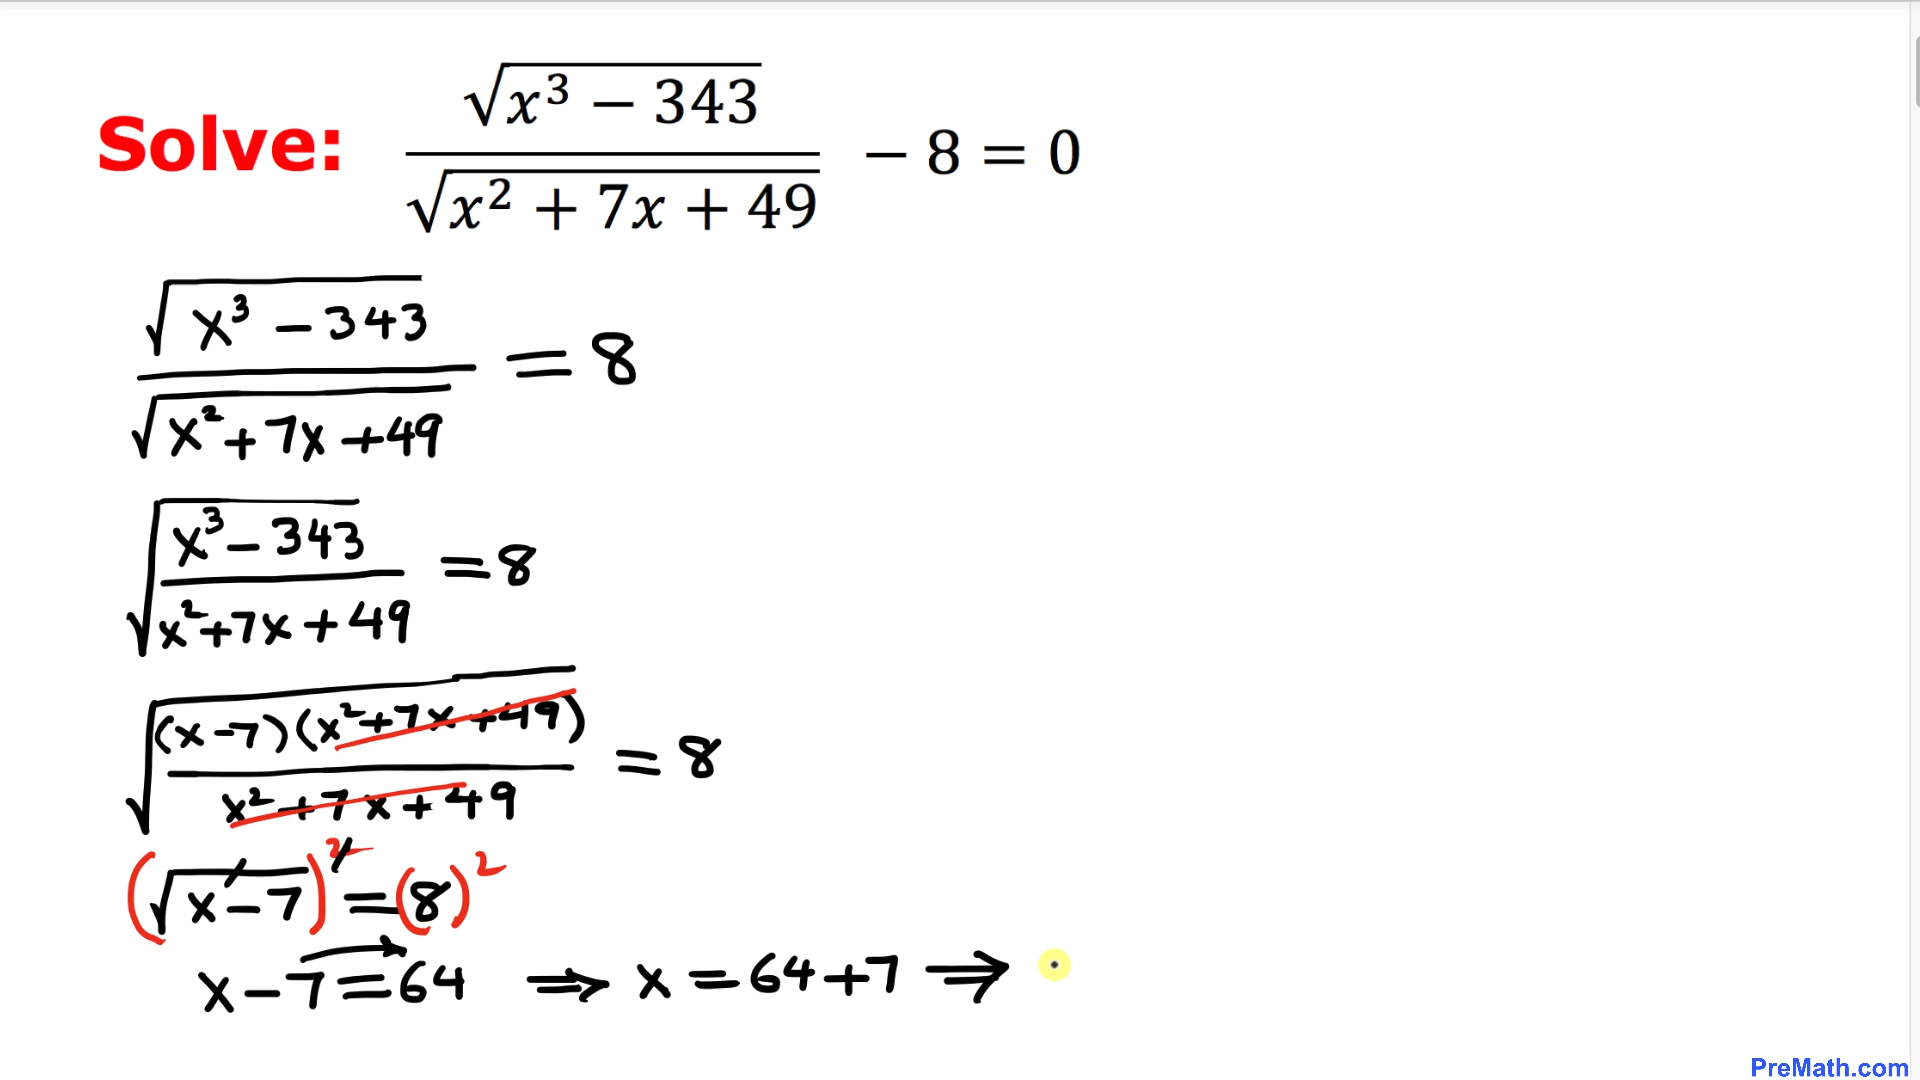 Solve: √(x³ − 343) / √(x² + 7x + 49) − 8 = 0
√(x³ − 343) / √(x² + 7x + 49) = 8
√((x³ − 343) / (x² + 7x + 49)) = 8
√((x − 7)(x² + 7x + 49) / (x² + 7x + 49)) = 8
(√(x − 7))² = (8)²
x − 7 = 64 ⇒ x = 64 + 7 ⇒
PreMath.com